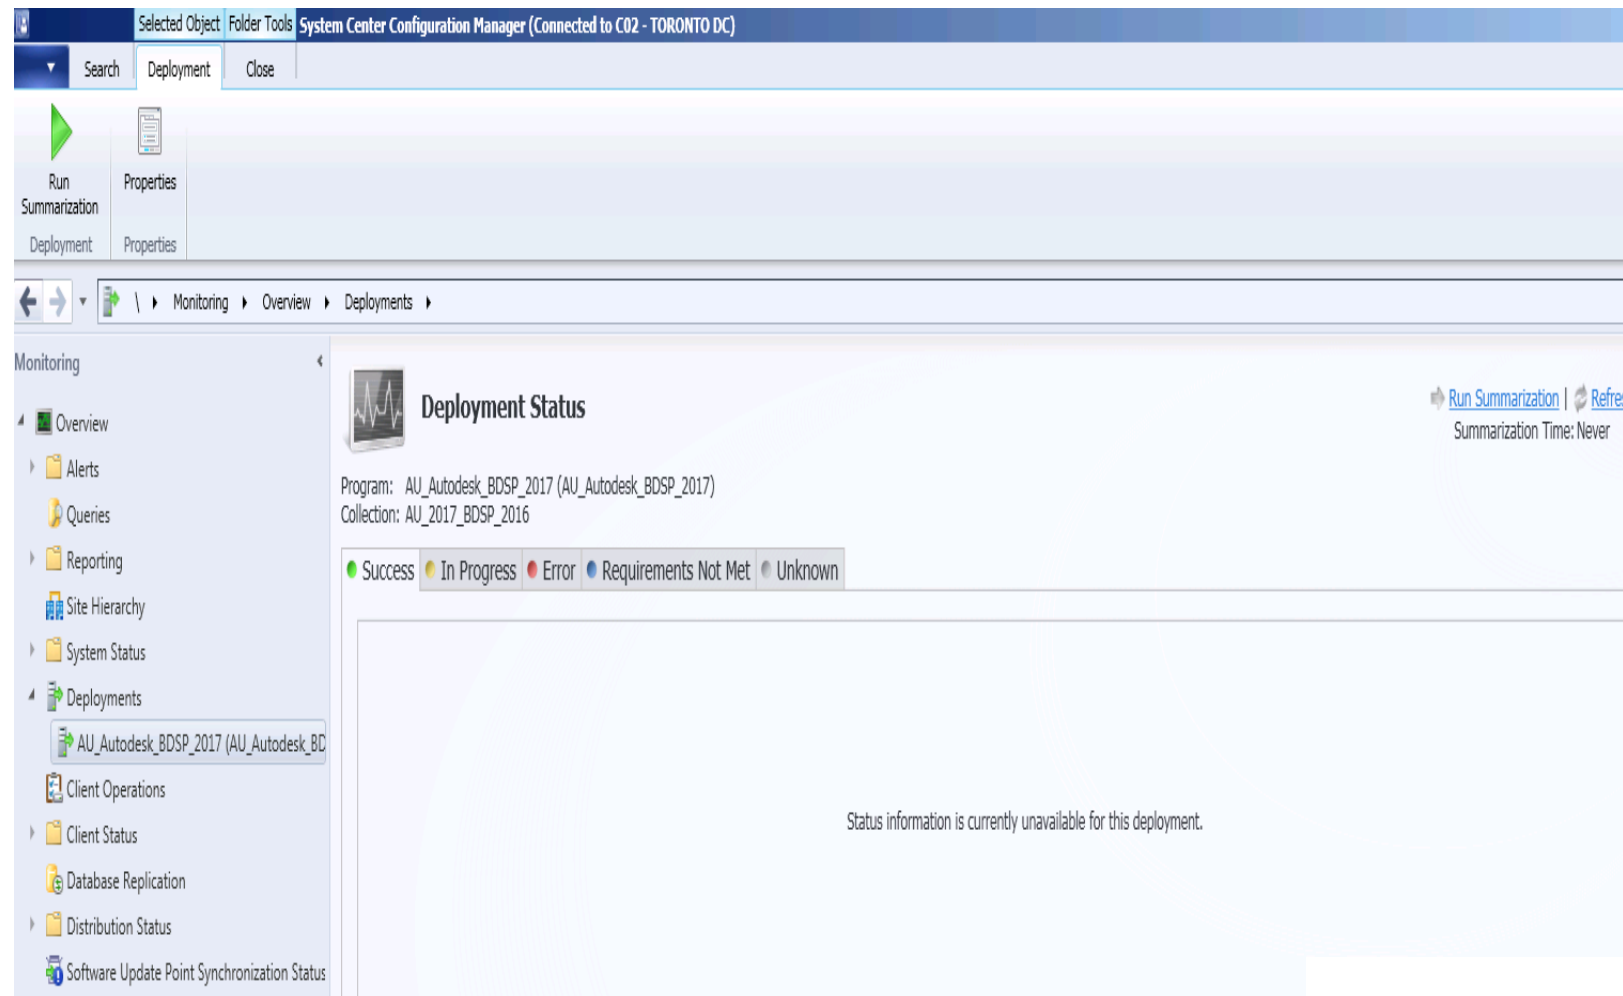 Selected Object Folder Tools System Center Configuration Manager (Connected to C02 - TORONTO DC)
Search Deployment Close
Run Summarization
Properties
Deployment Properties
\ Monitoring Overview Deployments
Monitoring
Overview
Alerts
Queries
Reporting
Site Hierarchy
System Status
Deployments
AU_Autodesk_BDSP_2017 (AU_Autodesk_BD
Client Operations
Client Status
Database Replication
Distribution Status
Software Update Point Synchronization Status
Deployment Status
Run Summarization | Refres
Summarization Time: Never
Program: AU_Autodesk_BDSP_2017 (AU_Autodesk_BDSP_2017)
Collection: AU_2017_BDSP_2016
Success In Progress Error Requirements Not Met Unknown
Status information is currently unavailable for this deployment.